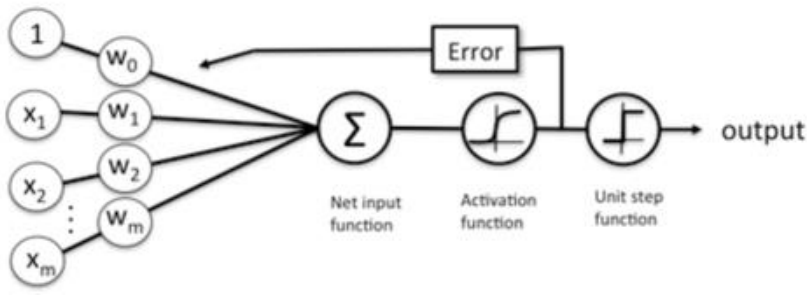 1
w0
Error
x1
w1
Σ
output
x2
w2
⋮
wm
xm
Net input
function
Activation
function
Unit step
function